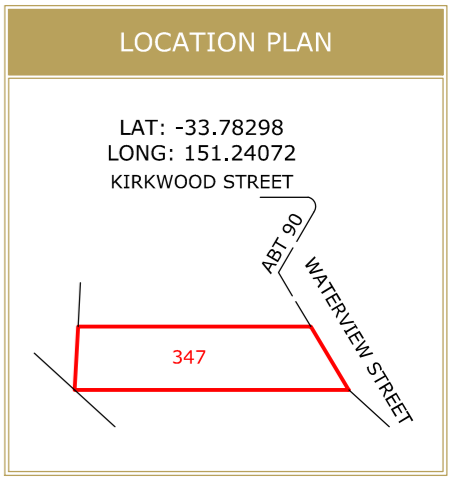 LOCATION PLAN
LAT: -33.78298
LONG: 151.24072
KIRKWOOD STREET
ABT 90
WATERVIEW STREET
347